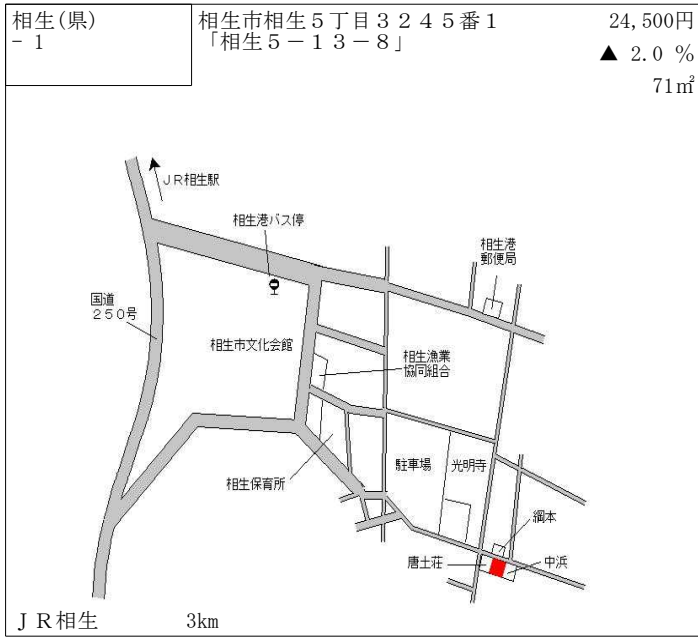 相生(県)
- 1
相生市相生５丁目３２４５番１
「相生５－１３－８」
24,500円
▲ 2.0 %
71㎡
ＪＲ相生駅
相生港バス停
相生港
郵便局
国道
２５０号
相生市文化会館
相生漁業
協同組合
相生保育所
駐車場
光明寺
綱本
唐土荘
中浜
ＪＲ相生
3km